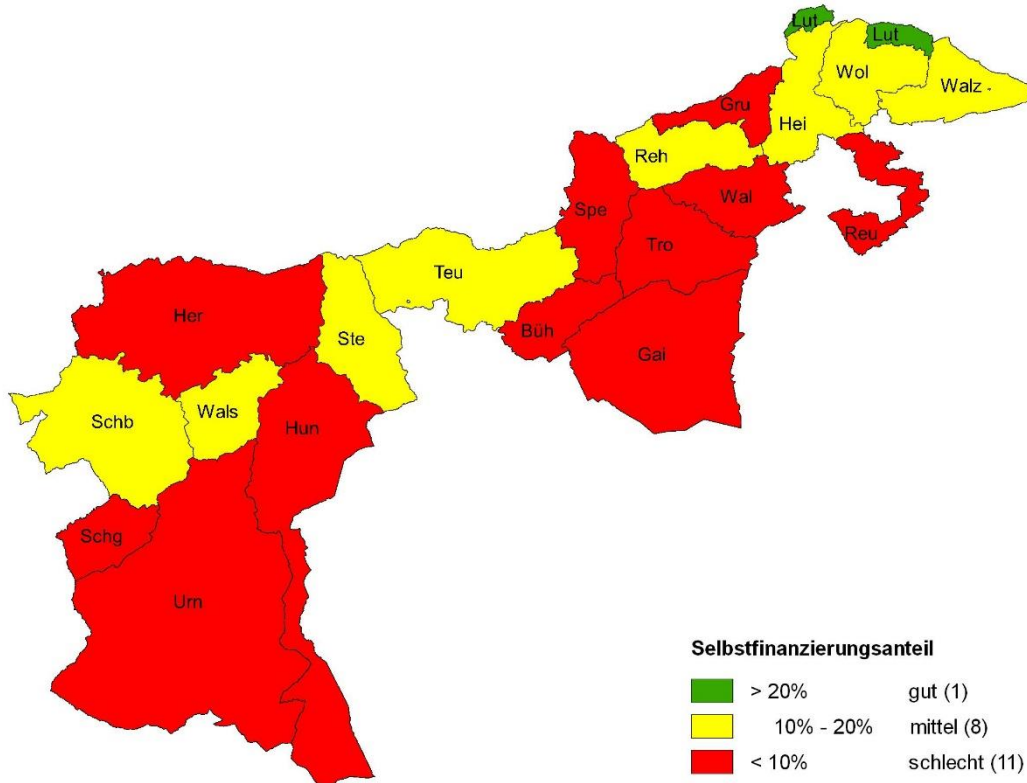 Lut
Lut
Wol
Walz
Gru
Hei
Reh
Wal
Spe
Reu
Tro
Teu
Her
Ste
Büh
Gai
Wals
Schb
Hun
Schg
Urn
Selbstfinanzierungsanteil
> 20% gut (1)
10% - 20% mittel (8)
< 10% schlecht (11)